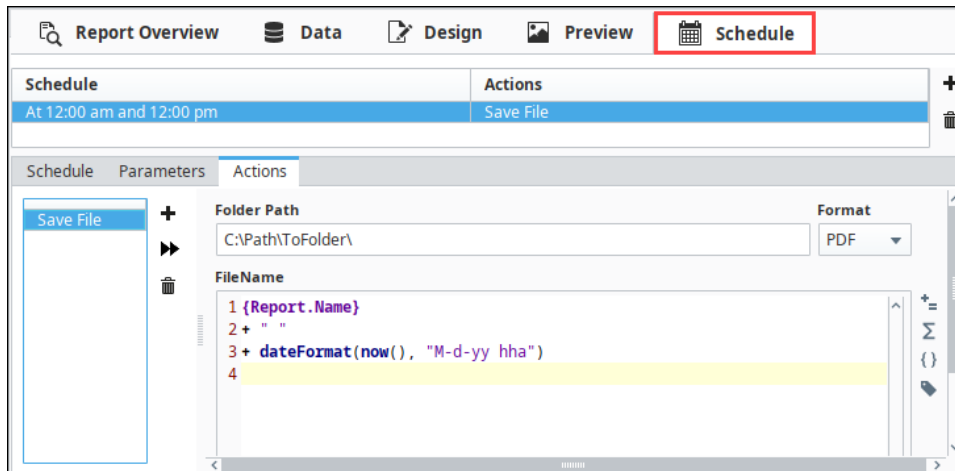 Report Overview Data Design Preview Schedule
Schedule Actions
At 12:00 am and 12:00 pm Save File
Schedule Parameters Actions
Save File
Folder Path Format
C:\Path\ToFolder\ PDF
FileName
1 {Report.Name}
2 + " "
3 + dateFormat(now(), "M-d-yy hha")
4